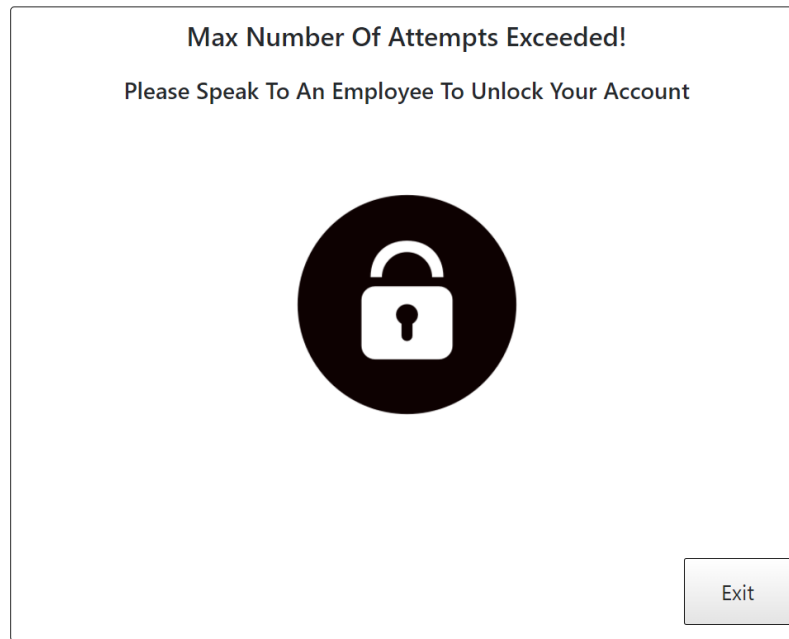 Max Number Of Attempts Exceeded!
Please Speak To An Employee To Unlock Your Account
Exit